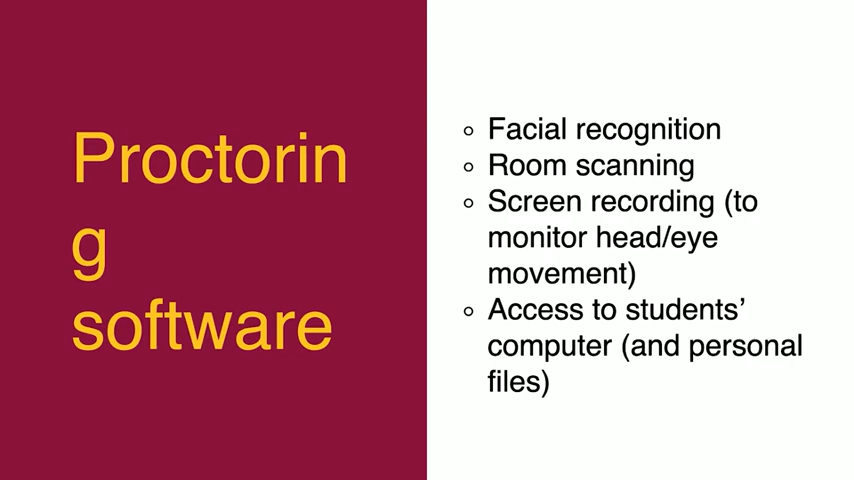 Proctorin
g
software
Facial recognition
Room scanning
Screen recording (to
monitor head/eye
movement)
Access to students’
computer (and personal
files)